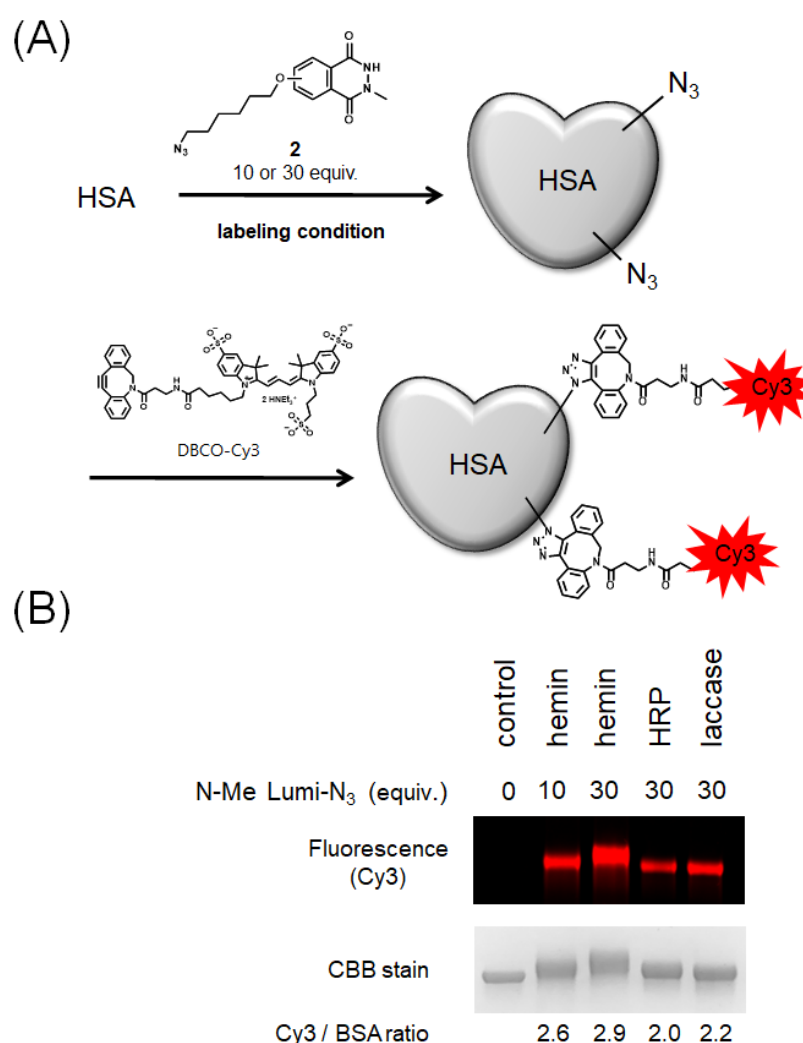 (A)
O
NH
N
O
O
N3
2
10 or 30 equiv.
HSA
labeling condition
HSA
N3
N3
DBCO-Cy3
2 HNEt3+
HSA
Cy3
Cy3
(B)
control
hemin
hemin
HRP
laccase
N-Me Lumi-N3 (equiv.) 0 10 30 30 30
Fluorescence
(Cy3)
CBB stain
Cy3 / BSA ratio 2.6 2.9 2.0 2.2